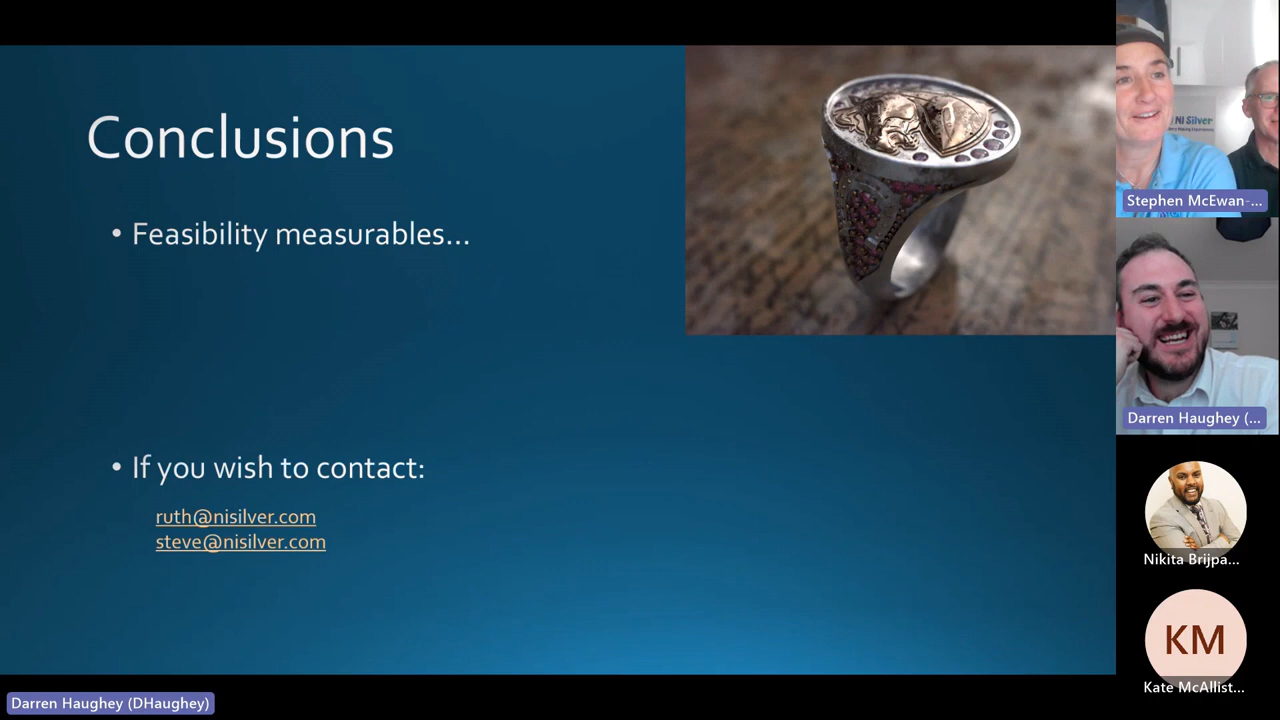 Conclusions
• Feasibility measurables...
• If you wish to contact:
ruth@nisilver.com
steve@nisilver.com
NI Silver
Stephen McEwan-...
Darren Haughey (...
Nikita Brijpa...
KM
Kate McAllist...
Darren Haughey (DHaughey)